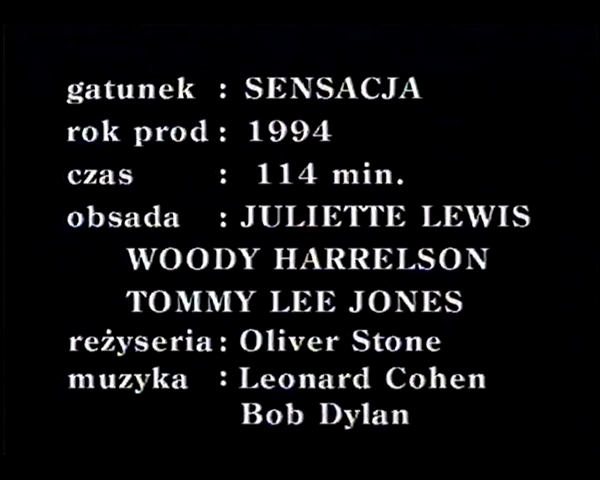 gatunek : SENSACJA
rok prod : 1994
czas : 114 min.
obsada : JULIETTE LEWIS
WOODY HARRELSON
TOMMY LEE JONES
reżyseria : Oliver Stone
muzyka : Leonard Cohen
Bob Dylan